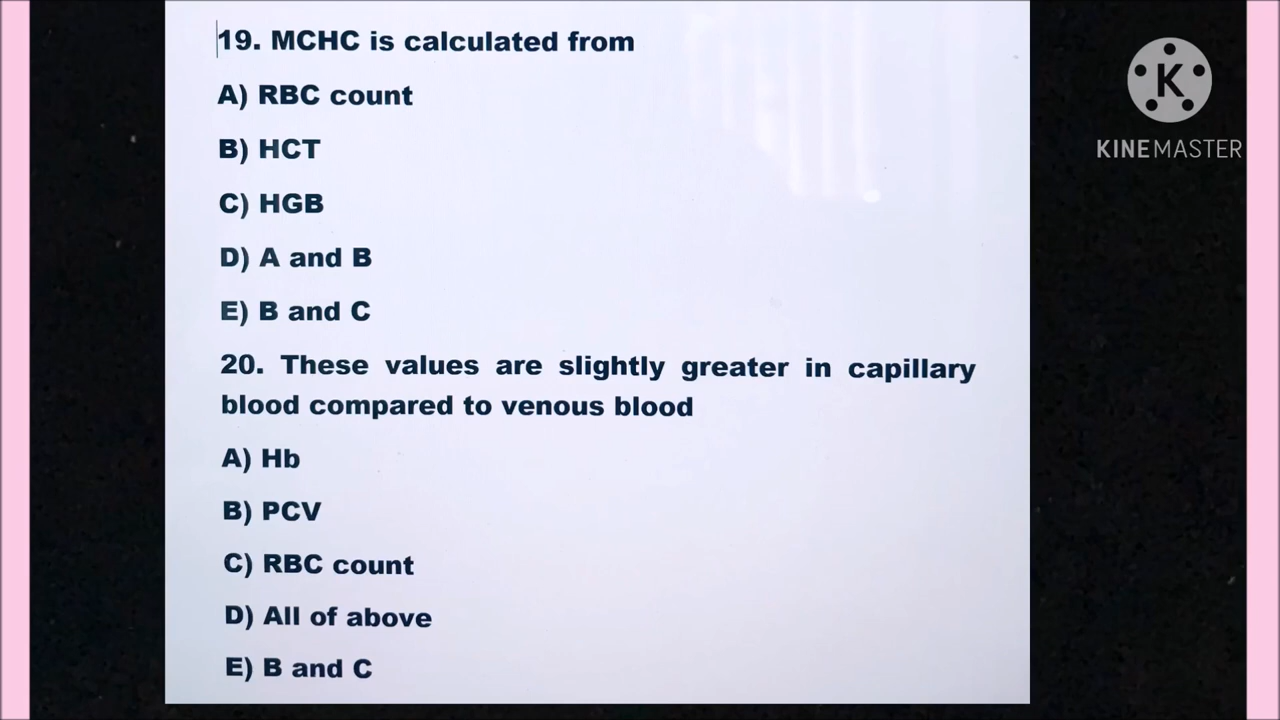 19. MCHC is calculated from
A) RBC count
B) HCT
C) HGB
D) A and B
E) B and C
20. These values are slightly greater in capillary
blood compared to venous blood
A) Hb
B) PCV
C) RBC count
D) All of above
E) B and C
K
KINEMASTER